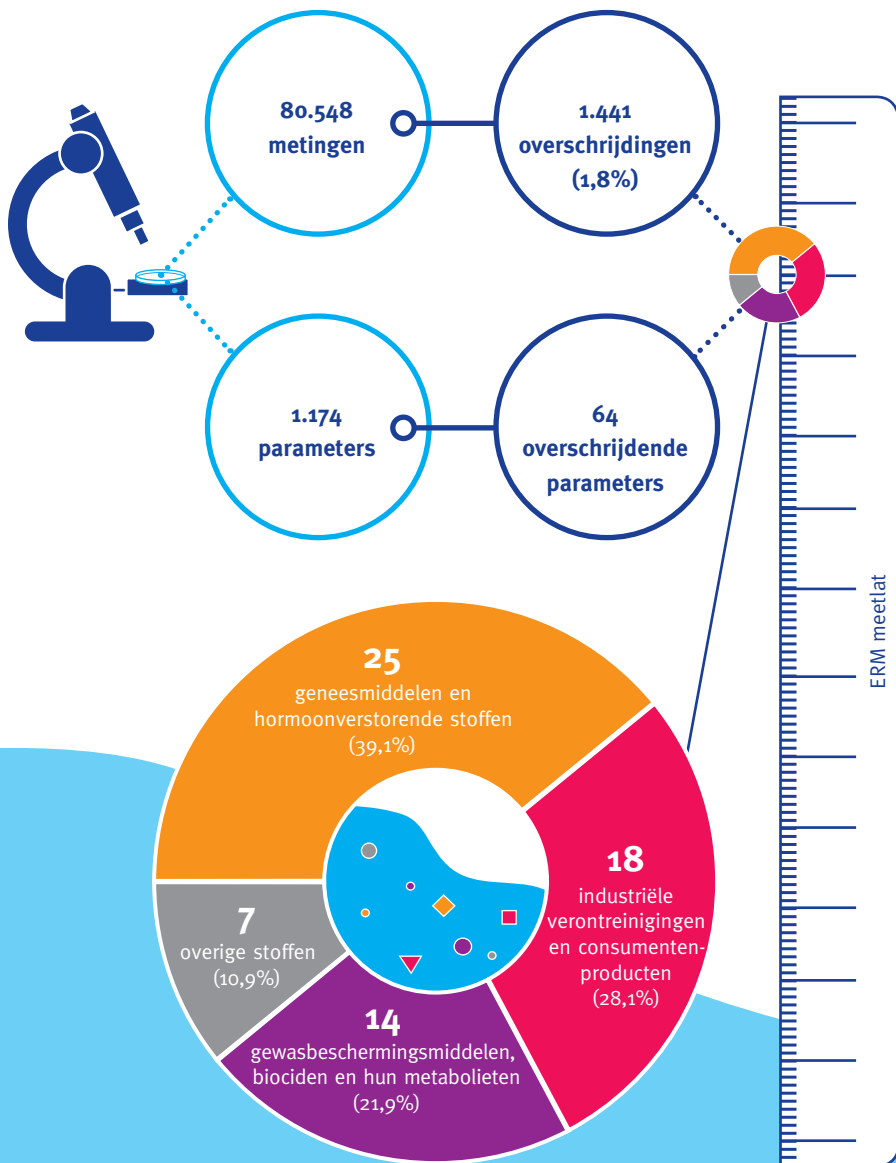 80.548
metingen
1.441
overschrijdingen
(1,8%)
1.174
parameters
64
overschrijdende
parameters
ERM meetlat
25
geneesmiddelen en
hormoonverstorende stoffen
(39,1%)
18
industriële
verontreinigingen
en consumenten-
producten
(28,1%)
7
overige stoffen
(10,9%)
14
gewasbeschermingsmiddelen,
biociden en hun metabolieten
(21,9%)